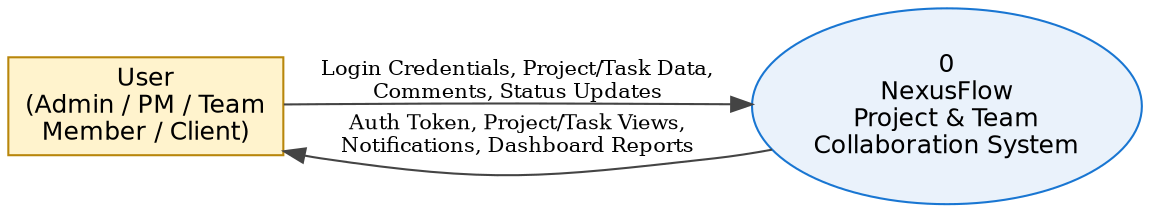 User
(Admin / PM / Team
Member / Client)
Login Credentials, Project/Task Data,
Comments, Status Updates
Auth Token, Project/Task Views,
Notifications, Dashboard Reports
0
NexusFlow
Project & Team
Collaboration System